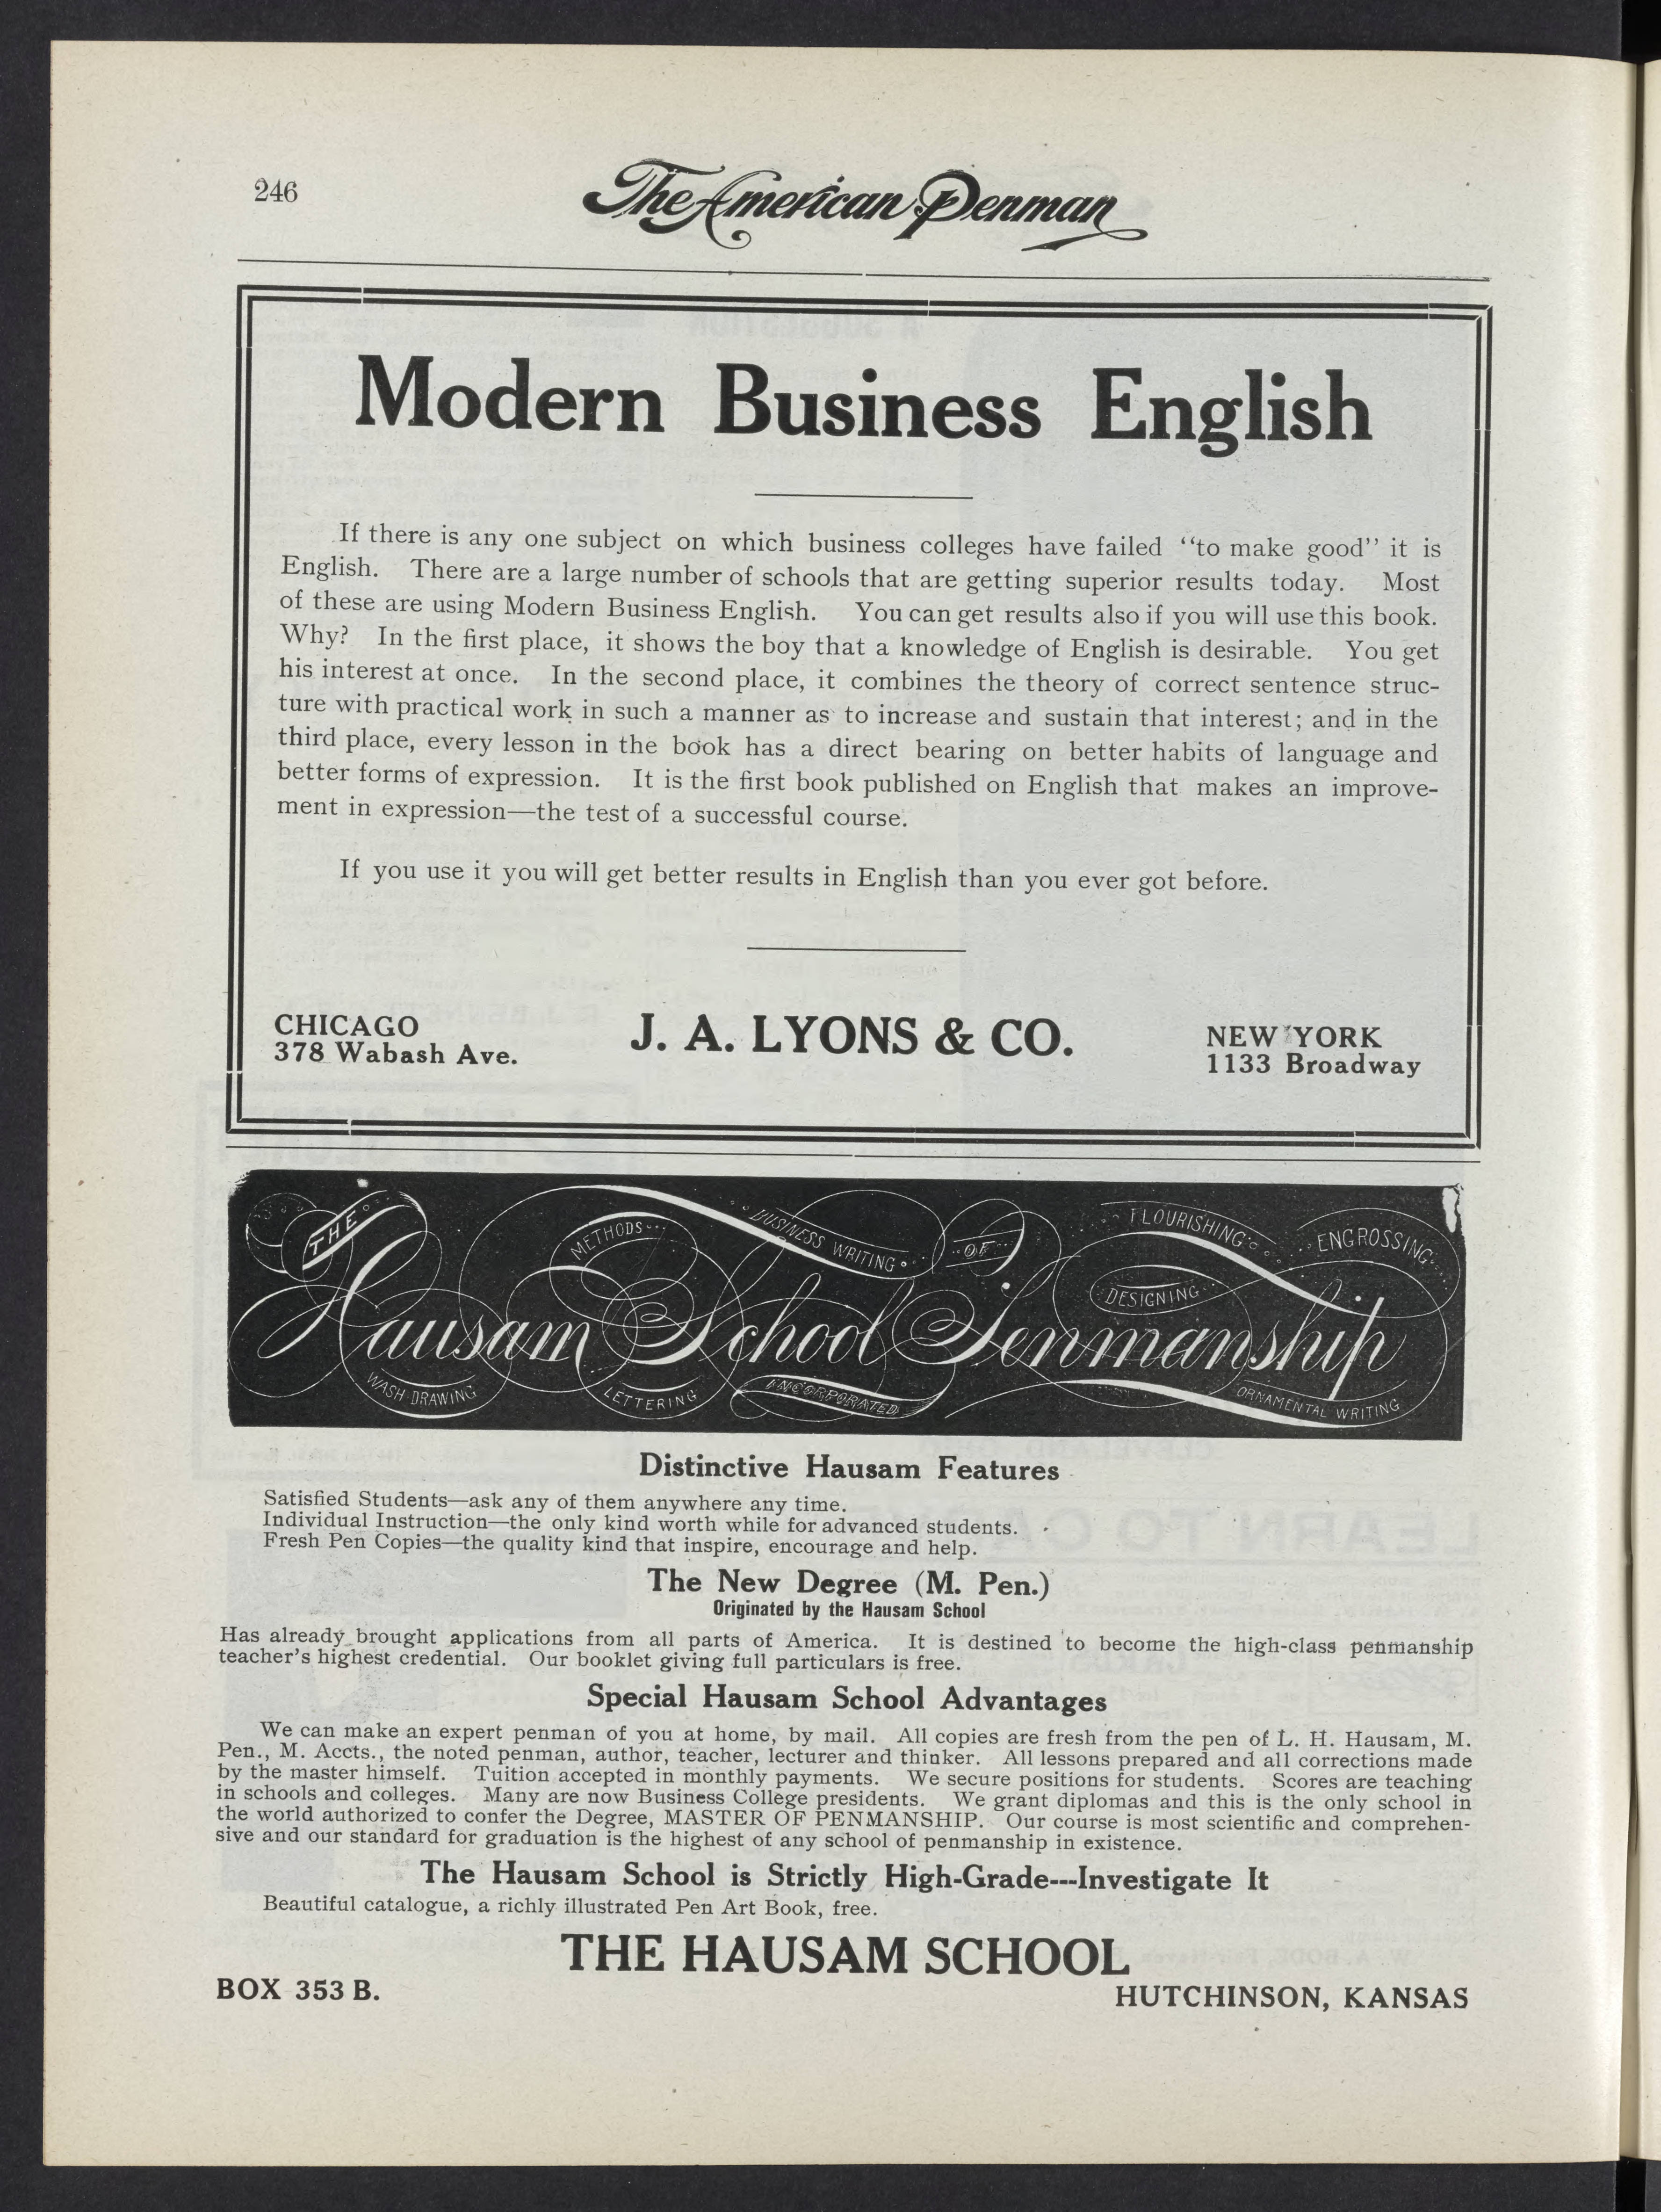 246
The American Penman
Modern Business English
If there is any one subject on which business colleges have failed ‘‘to make good’’ it is
English. There are a large number of schools that are getting superior results today. Most
of these are using Modern Business English. You can get results also if you will use this book.
Why? In the first place, it shows the boy that a knowledge of English is desirable. You get
his interest at once. In the second place, it combines the theory of correct sentence struc-
ture with practical work in such a manner as to increase and sustain that interest; and in the
third place, every lesson in the book has a direct bearing on better habits of language and
better forms of expression. It is the first book published on English that makes an improve-
ment in expression—the test of a successful course.
If you use it you will get better results in English than you ever got before.
CHICAGO
378 Wabash Ave.
J. A. LYONS & CO.
NEW YORK
1133 Broadway
THE
METHODS
BUSINESS WRITING
OF
FLOURISHING
ENGROSSING
DESIGNING
Hausam School Penmanship
WASH DRAWING
LETTERING
INCORPORATED
ORNAMENTAL WRITING
Distinctive Hausam Features
Satisfied Students—ask any of them anywhere any time.
Individual Instruction—the only kind worth while for advanced students.
Fresh Pen Copies—the quality kind that inspire, encourage and help.
The New Degree (M. Pen.)
Originated by the Hausam School
Has already brought applications from all parts of America. It is destined to become the high-class penmanship
teacher's highest credential. Our booklet giving full particulars is free.
Special Hausam School Advantages
We can make an expert penman of you at home, by mail. All copies are fresh from the pen of L. H. Hausam, M.
Pen., M. Accts., the noted penman, author, teacher, lecturer and thinker. All lessons prepared and all corrections made
by the master himself. Tuition accepted in monthly payments. We secure positions for students. Scores are teaching
in schools and colleges. Many are now Business College presidents. We grant diplomas and this is the only school in
the world authorized to confer the Degree, MASTER OF PENMANSHIP. Our course is most scientific and comprehen-
sive and our standard for graduation is the highest of any school of penmanship in existence.
The Hausam School is Strictly High-Grade---Investigate It
Beautiful catalogue, a richly illustrated Pen Art Book, free.
THE HAUSAM SCHOOL
BOX 353 B.
HUTCHINSON, KANSAS